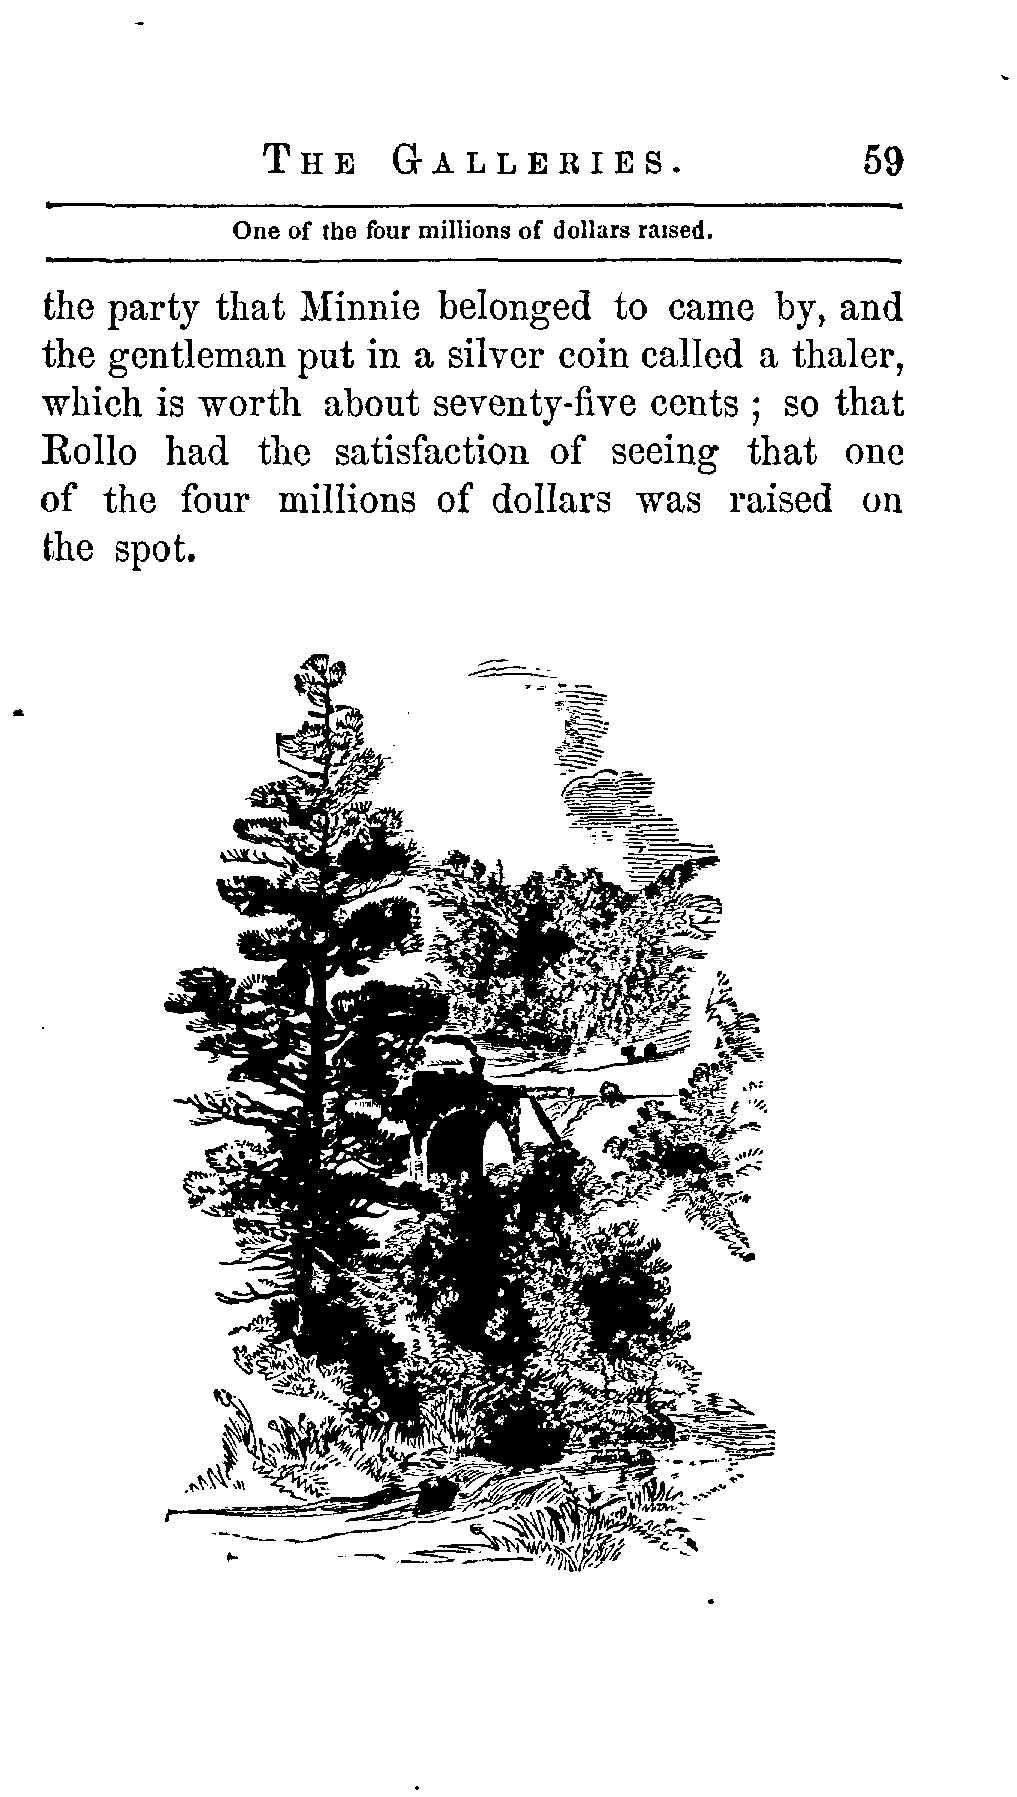 THE GALLERIES. 59
One of the four millions of dollars raised.
the party that Minnie belonged to came by, and
the gentleman put in a silver coin called a thaler,
which is worth about seventy-five cents ; so that
Rollo had the satisfaction of seeing that one
of the four millions of dollars was raised on
the spot.